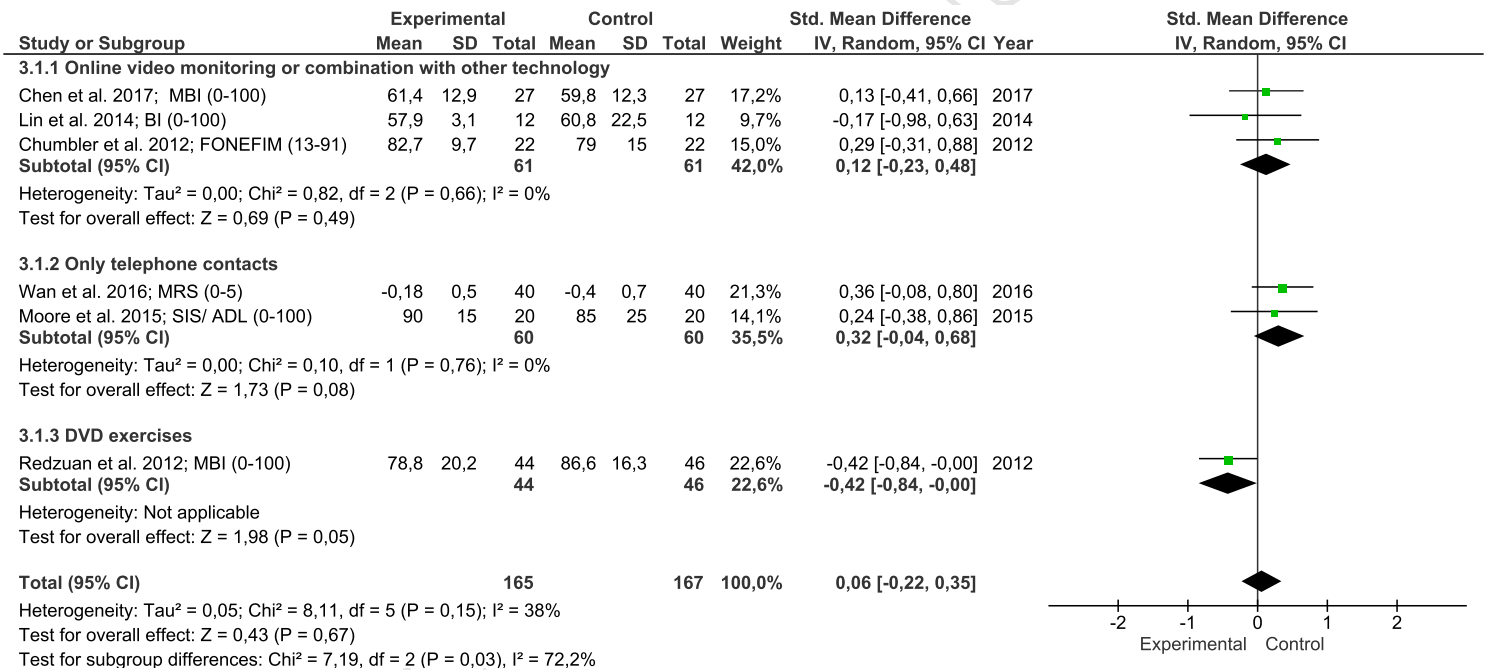 Experimental Control Std. Mean Difference Std. Mean Difference
Study or Subgroup Mean SD Total Mean SD Total Weight IV, Random, 95% CI Year IV, Random, 95% CI
3.1.1 Online video monitoring or combination with other technology
Chen et al. 2017; MBI (0-100) 61,4 12,9 27 59,8 12,3 27 17,2% 0,13 [-0,41, 0,66] 2017
Lin et al. 2014; BI (0-100) 57,9 3,1 12 60,8 22,5 12 9,7% -0,17 [-0,98, 0,63] 2014
Chumbler et al. 2012; FONEFIM (13-91) 82,7 9,7 22 79 15 22 15,0% 0,29 [-0,31, 0,88] 2012
Subtotal (95% CI) 61 61 42,0% 0,12 [-0,23, 0,48]
Heterogeneity: Tau² = 0,00; Chi² = 0,82, df = 2 (P = 0,66); I² = 0%
Test for overall effect: Z = 0,69 (P = 0,49)
3.1.2 Only telephone contacts
Wan et al. 2016; MRS (0-5) -0,18 0,5 40 -0,4 0,7 40 21,3% 0,36 [-0,08, 0,80] 2016
Moore et al. 2015; SIS/ ADL (0-100) 90 15 20 85 25 20 14,1% 0,24 [-0,38, 0,86] 2015
Subtotal (95% CI) 60 60 35,5% 0,32 [-0,04, 0,68]
Heterogeneity: Tau² = 0,00; Chi² = 0,10, df = 1 (P = 0,76); I² = 0%
Test for overall effect: Z = 1,73 (P = 0,08)
3.1.3 DVD exercises
Redzuan et al. 2012; MBI (0-100) 78,8 20,2 44 86,6 16,3 46 22,6% -0,42 [-0,84, -0,00] 2012
Subtotal (95% CI) 44 46 22,6% -0,42 [-0,84, -0,00]
Heterogeneity: Not applicable
Test for overall effect: Z = 1,98 (P = 0,05)
Total (95% CI) 165 167 100,0% 0,06 [-0,22, 0,35]
Heterogeneity: Tau² = 0,05; Chi² = 8,11, df = 5 (P = 0,15); I² = 38%
Test for overall effect: Z = 0,43 (P = 0,67)
Test for subgroup differences: Chi² = 7,19, df = 2 (P = 0,03), I² = 72,2%
-2 -1 0 1 2
Experimental Control